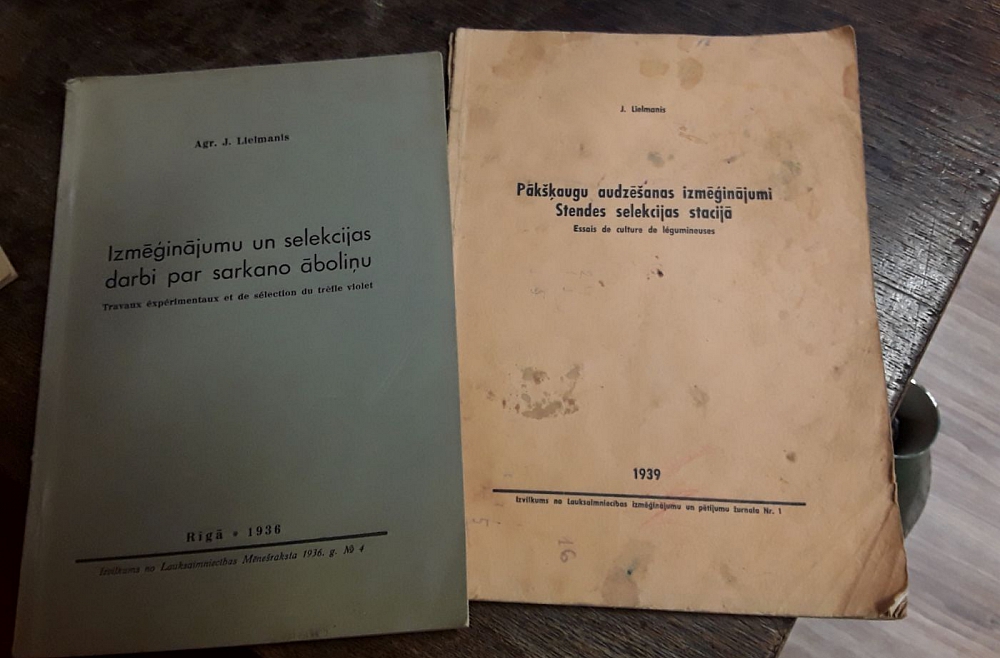 Agr. J. Lielmanis
Izmēģinājumu un selekcijas
darbi par sarkano āboliņu
Travaux éxpérimentaux et de sélection du trèfle violet
Rīgā * 1936
Izvilkums no Lauksaimniecības Mēnešraksta 1936. g. № 4
J. Lielmanis
Pākšķaugu audzēšanas izmēģinājumi
Stendes selekcijas stacijā
Essais de culture de légumineuses
1939
Izvilkums no Lauksaimniecības izmēģinājumu un pētījumu žurnala Nr. 1
16